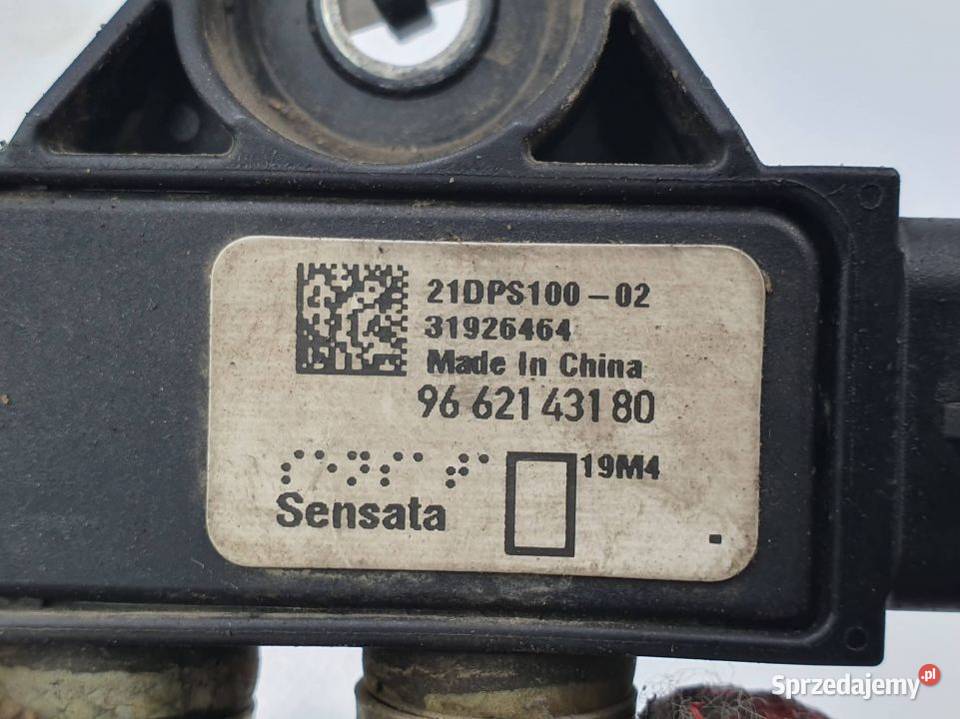 21DPS100-02
31926464
Made In China
96 621 431 80
19M4
Sensata
Sprzedajemy.pl